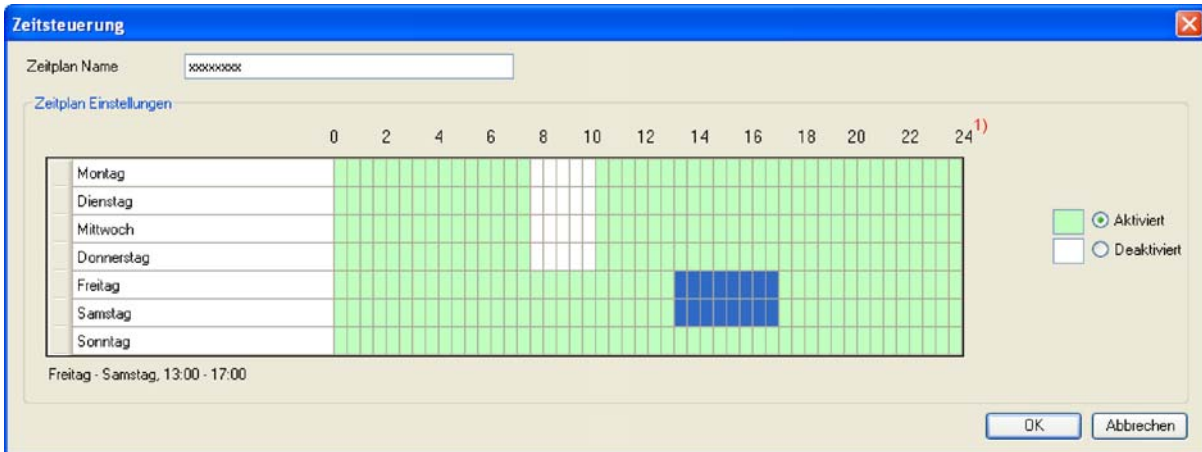 Zeitsteuerung
Zeitplan Name xxxxxxxx
Zeitplan Einstellungen
0 2 4 6 8 10 12 14 16 18 20 22 24 1)
Montag
Dienstag
Mittwoch
Donnerstag
Freitag
Samstag
Sonntag
Aktiviert
Deaktiviert
Freitag - Samstag, 13:00 - 17:00
OK Abbrechen